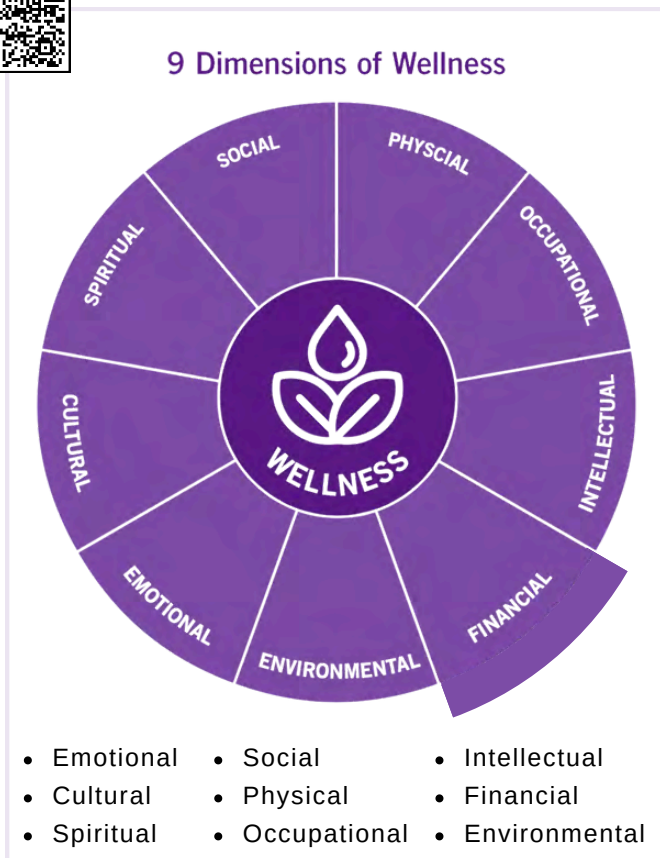 9 Dimensions of Wellness
SOCIAL
PHYSCIAL
OCCUPATIONAL
INTELLECTUAL
FINANCIAL
ENVIRONMENTAL
EMOTIONAL
CULTURAL
SPIRITUAL
WELLNESS
• Emotional
• Cultural
• Spiritual
• Social
• Physical
• Occupational
• Intellectual
• Financial
• Environmental